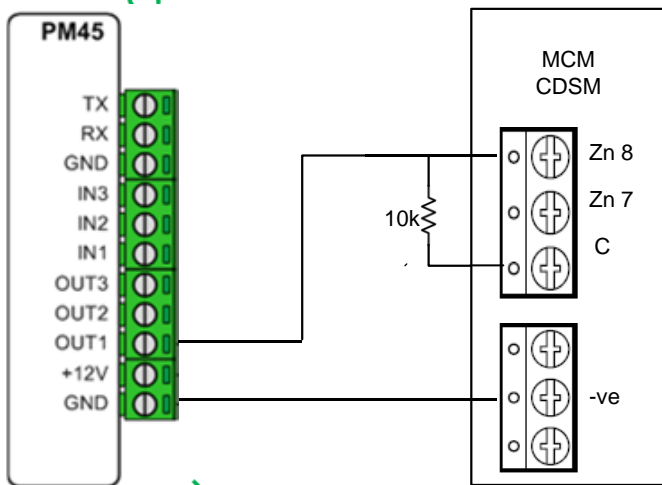 PM45
TX
RX
GND
IN3
IN2
IN1
OUT3
OUT2
OUT1
+12V
GND
10k
MCM
CDSM
Zn 8
Zn 7
C
-ve